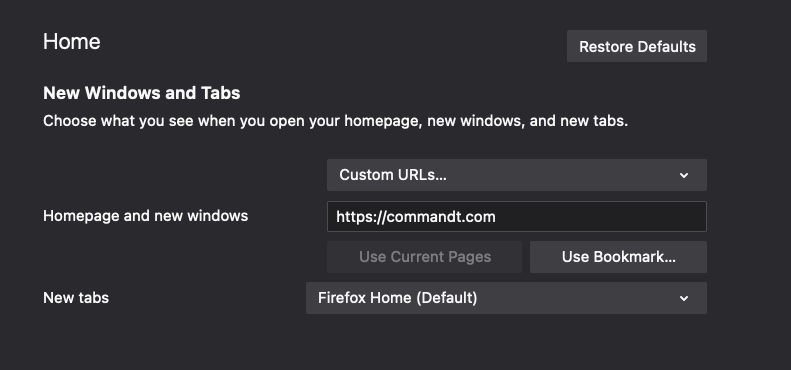 Home
Restore Defaults
New Windows and Tabs
Choose what you see when you open your homepage, new windows, and new tabs.
Custom URLs...
Homepage and new windows
https://commandt.com
Use Current Pages
Use Bookmark...
New tabs
Firefox Home (Default)